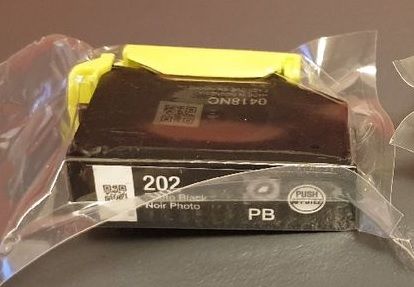 0418NC
202
Black
Noir Photo
PB
PUSH